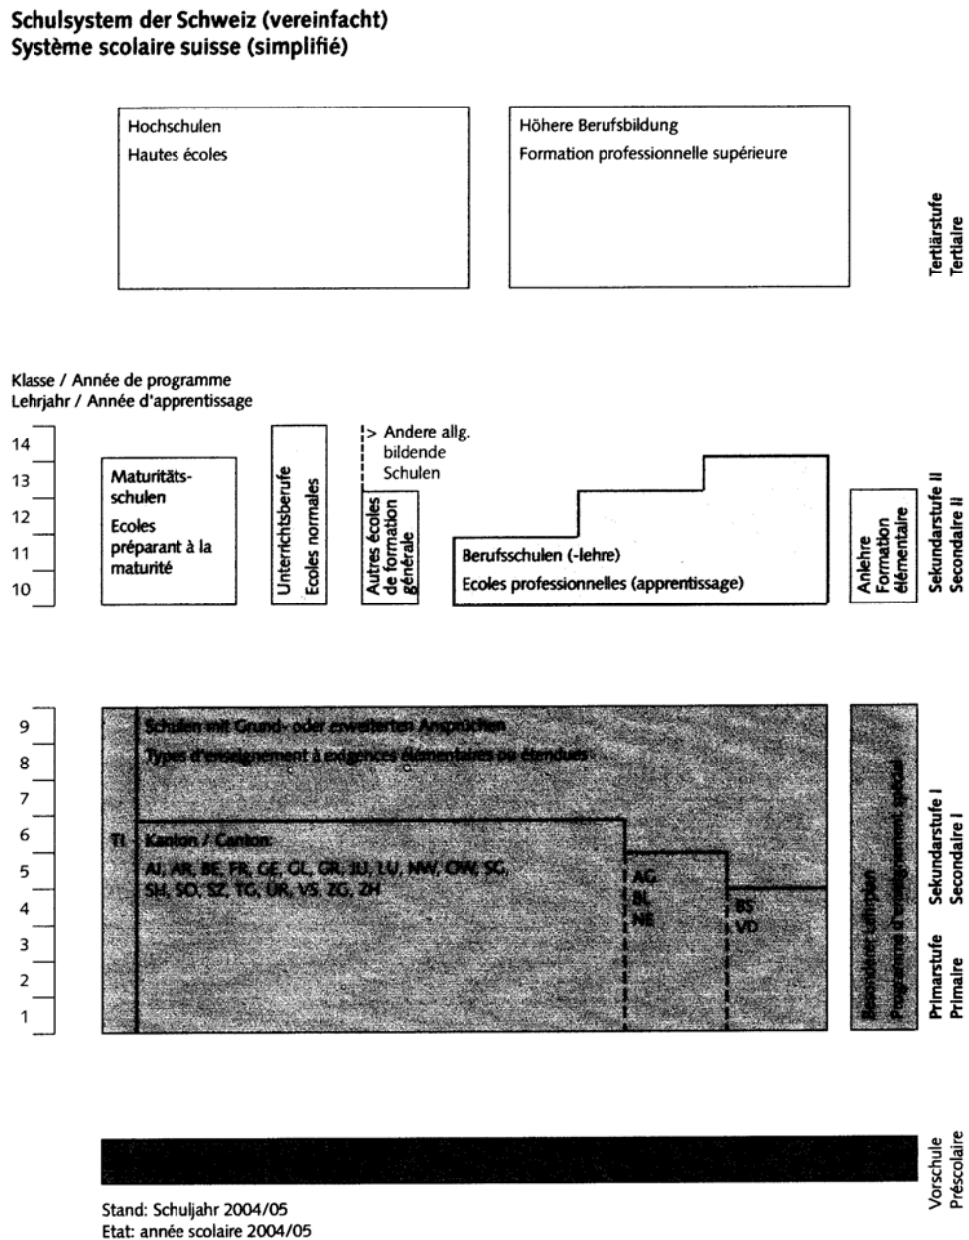 Schulsystem der Schweiz (vereinfacht)
Système scolaire suisse (simplifié)
Hochschulen
Hautes écoles
Höhere Berufsbildung
Formation professionnelle supérieure
Tertiärstufe
Tertiaire
Klasse / Année de programme
Lehrjahr / Année d'apprentissage
14
13
12
11
10
Maturitäts-
schulen
Ecoles
préparant à la
maturité
Unterrichtsberufe
Ecoles normales
> Andere allg.
bildende
Schulen
Autres écoles
de formation
générale
Berufsschulen (-lehre)
Ecoles professionnelles (apprentissage)
Anlehre
Formation
élémentaire
Sekundarstufe II
Secondaire II
9
8
7
6
5
4
3
2
1
Schulen mit Grund- oder erweiterten Ansprüchen
Types d'enseignement à exigences élémentaires ou étendues
TI
Kanton / Canton:
AI, AR, BE, FR, GE, GL, GR, JU, LU, NW, OW, SG,
SH, SO, SZ, TG, UR, VS, ZG, ZH
AG
BL
NE
BS
VD
Besonderer Lehrplan
Programme d'enseignement spécial
Sekundarstufe I
Secondaire I
Primarstufe
Primaire
Vorschule
Préscolaire
Stand: Schuljahr 2004/05
Etat: année scolaire 2004/05